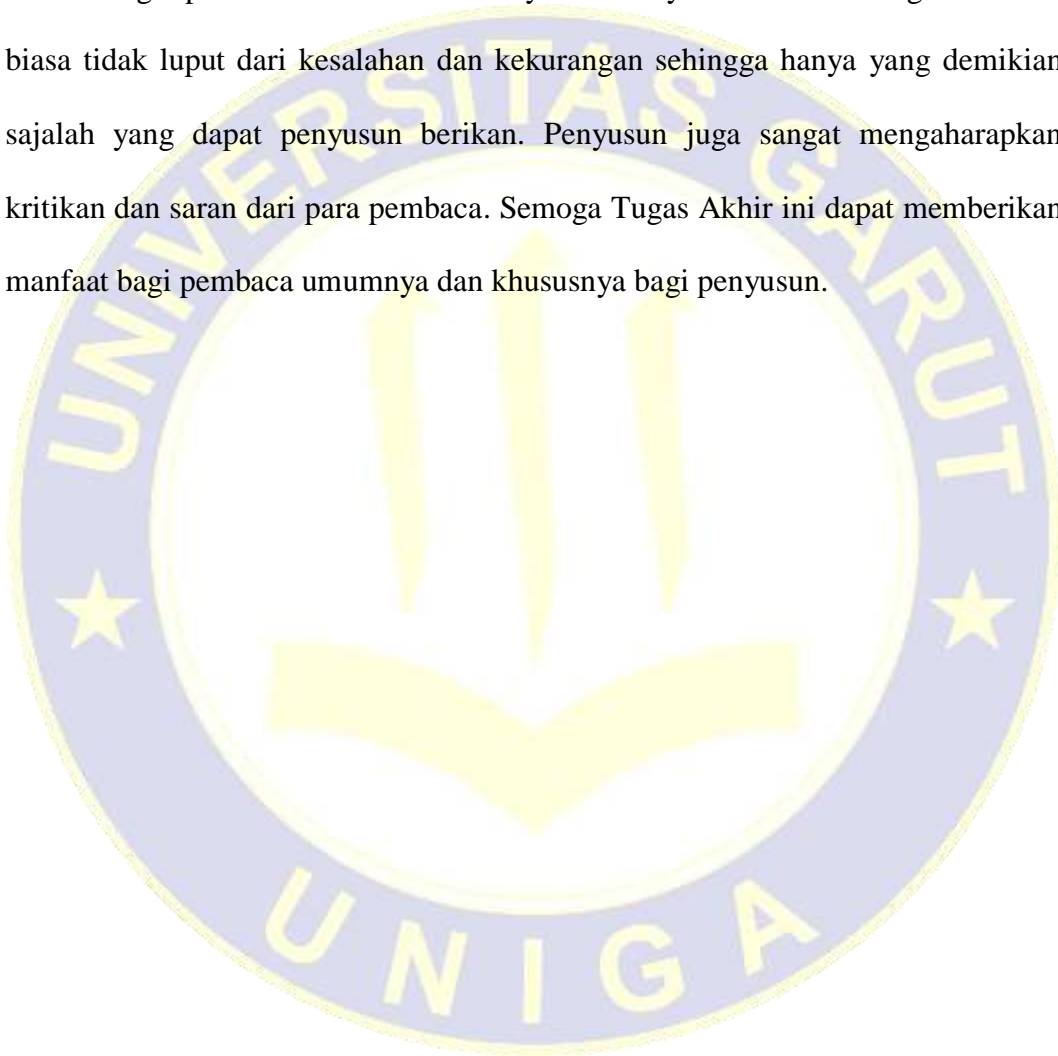 biasa tidak luput dari kesalahan dan kekurangan sehingga hanya yang demikian
sajalah yang dapat penyusun berikan. Penyusun juga sangat mengaharapkan
kritikan dan saran dari para pembaca. Semoga Tugas Akhir ini dapat memberikan
manfaat bagi pembaca umumnya dan khususnya bagi penyusun.
UNIVERSITAS GARUT
UNIGA